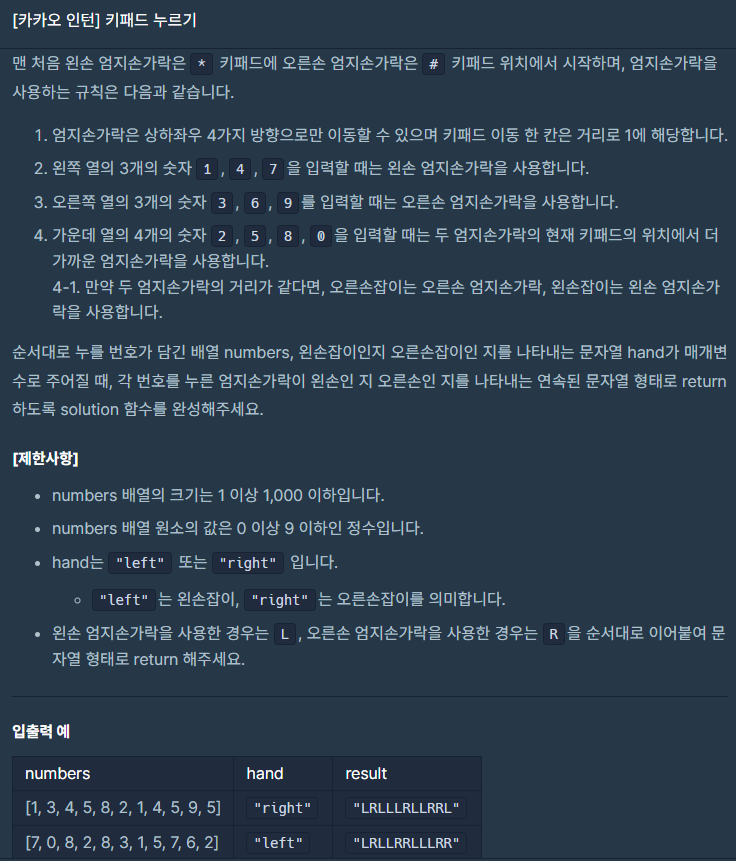 [카카오 인턴] 키패드 누르기
맨 처음 왼손 엄지손가락은 * 키패드에 오른손 엄지손가락은 # 키패드 위치에서 시작하며, 엄지손가락을
사용하는 규칙은 다음과 같습니다.
1. 엄지손가락은 상하좌우 4가지 방향으로만 이동할 수 있으며 키패드 이동 한 칸은 거리로 1에 해당합니다.
2. 왼쪽 열의 3개의 숫자 1, 4, 7을 입력할 때는 왼손 엄지손가락을 사용합니다.
3. 오른쪽 열의 3개의 숫자 3, 6, 9를 입력할 때는 오른손 엄지손가락을 사용합니다.
4. 가운데 열의 4개의 숫자 2, 5, 8, 0을 입력할 때는 두 엄지손가락의 현재 키패드의 위치에서 더
가까운 엄지손가락을 사용합니다.
4-1. 만약 두 엄지손가락의 거리가 같다면, 오른손잡이는 오른손 엄지손가락, 왼손잡이는 왼손 엄지손가
락을 사용합니다.
순서대로 누를 번호가 담긴 배열 numbers, 왼손잡이인지 오른손잡이인 지를 나타내는 문자열 hand가 매개변
수로 주어질 때, 각 번호를 누른 엄지손가락이 왼손인 지 오른손인 지를 나타내는 연속된 문자열 형태로 return
하도록 solution 함수를 완성해주세요.
[제한사항]
• numbers 배열의 크기는 1 이상 1,000 이하입니다.
• numbers 배열 원소의 값은 0 이상 9 이하인 정수입니다.
• hand는 "left" 또는 "right" 입니다.
◦ "left"는 왼손잡이, "right"는 오른손잡이를 의미합니다.
• 왼손 엄지손가락을 사용한 경우는 L, 오른손 엄지손가락을 사용한 경우는 R을 순서대로 이어붙여 문
자열 형태로 return 해주세요.
입출력 예
numbers hand result
[1, 3, 4, 5, 8, 2, 1, 4, 5, 9, 5] "right" "LRLLLRLLRRL"
[7, 0, 8, 2, 8, 3, 1, 5, 7, 6, 2] "left" "LRLLRRLLLRR"